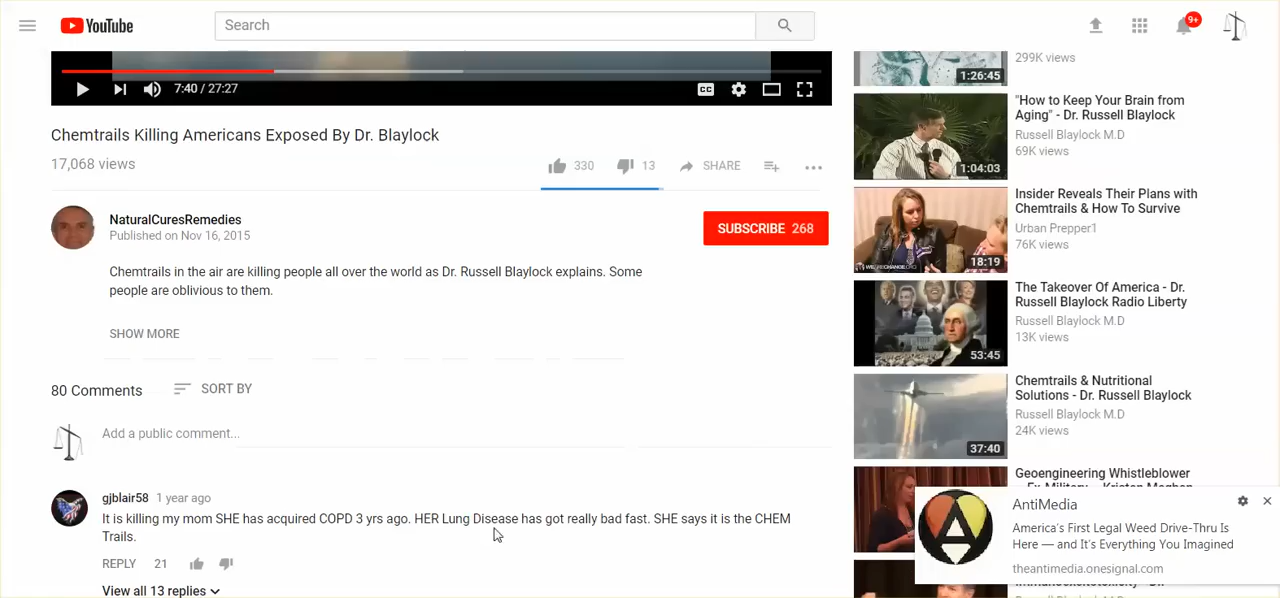 YouTube
Search
9+
7:40 / 27:27
CC
Chemtrails Killing Americans Exposed By Dr. Blaylock
17,068 views
330
13
SHARE
NaturalCuresRemedies
Published on Nov 16, 2015
SUBSCRIBE 268
Chemtrails in the air are killing people all over the world as Dr. Russell Blaylock explains. Some
people are oblivious to them.
SHOW MORE
80 Comments
SORT BY
Add a public comment...
gjblair58 1 year ago
It is killing my mom SHE has acquired COPD 3 yrs ago. HER Lung Disease has got really bad fast. SHE says it is the CHEM
Trails.
REPLY 21
View all 13 replies
299K views
1:26:45
"How to Keep Your Brain from
Aging" - Dr. Russell Blaylock
Russell Blaylock M.D
69K views
1:04:03
Insider Reveals Their Plans with
Chemtrails & How To Survive
Urban Prepper1
76K views
18:19
The Takeover Of America - Dr.
Russell Blaylock Radio Liberty
Russell Blaylock M.D
13K views
53:45
Chemtrails & Nutritional
Solutions - Dr. Russell Blaylock
Russell Blaylock M.D
24K views
37:40
Geoengineering Whistleblower
AntiMedia
America's First Legal Weed Drive-Thru Is
Here — and It's Everything You Imagined
theantimedia.onesignal.com